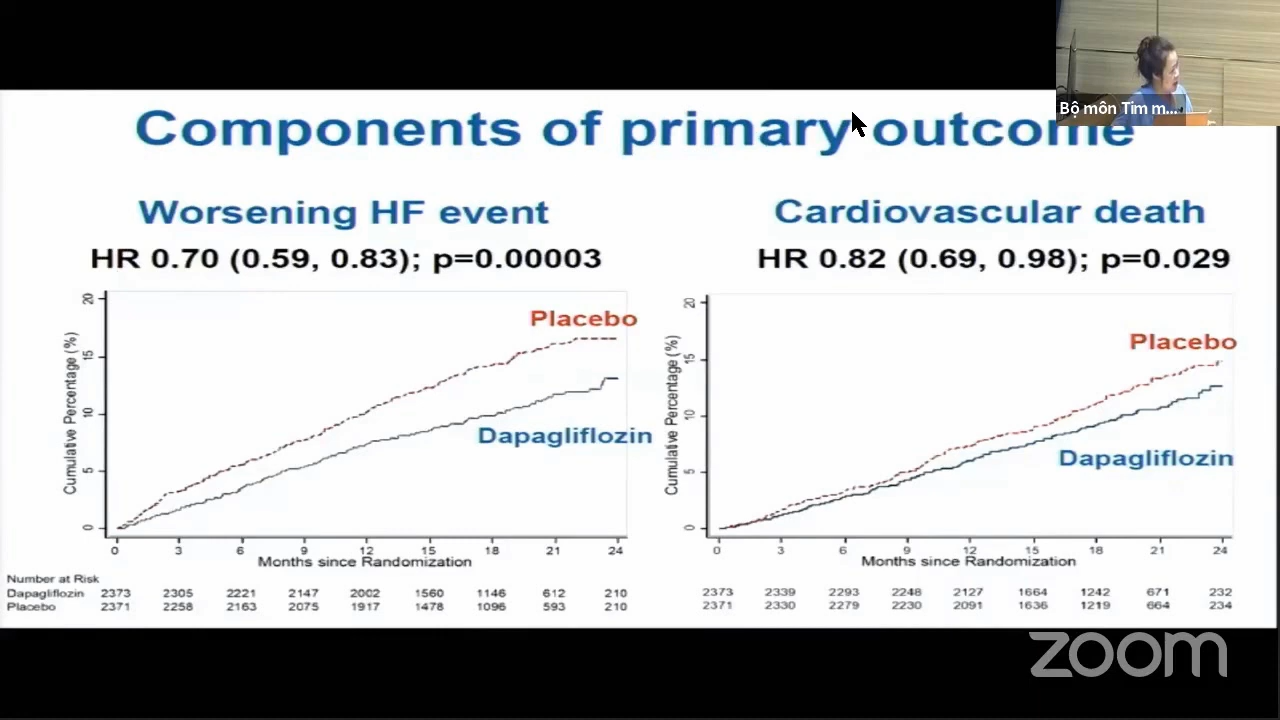 Bộ môn Tim m...
Components of primary outcome
Worsening HF event
HR 0.70 (0.59, 0.83); p=0.00003
Cumulative Percentage (%)
20
15
10
5
0
Placebo
Dapagliflozin
0 3 6 9 12 15 18 21 24
Months since Randomization
Number at Risk
Dapagliflozin 2373 2305 2221 2147 2002 1560 1146 612 210
Placebo 2371 2258 2163 2075 1917 1478 1096 593 210
Cardiovascular death
HR 0.82 (0.69, 0.98); p=0.029
Cumulative Percentage (%)
20
15
10
5
0
Placebo
Dapagliflozin
0 3 6 9 12 15 18 21 24
Months since Randomization
2373 2339 2293 2248 2127 1664 1242 671 232
2371 2330 2279 2230 2091 1636 1219 664 234
zoom